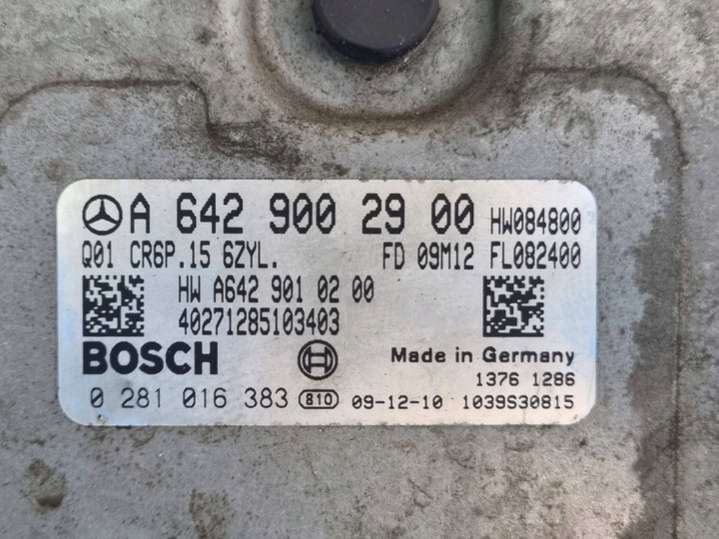 A 642 900 29 00 HW084800
Q01 CR6P.15 6ZYL. FD 09M12 FL082400
HW A642 901 02 00
40271285103403
BOSCH Made in Germany
1376 1286
0 281 016 383 810 09-12-10 1039S30815